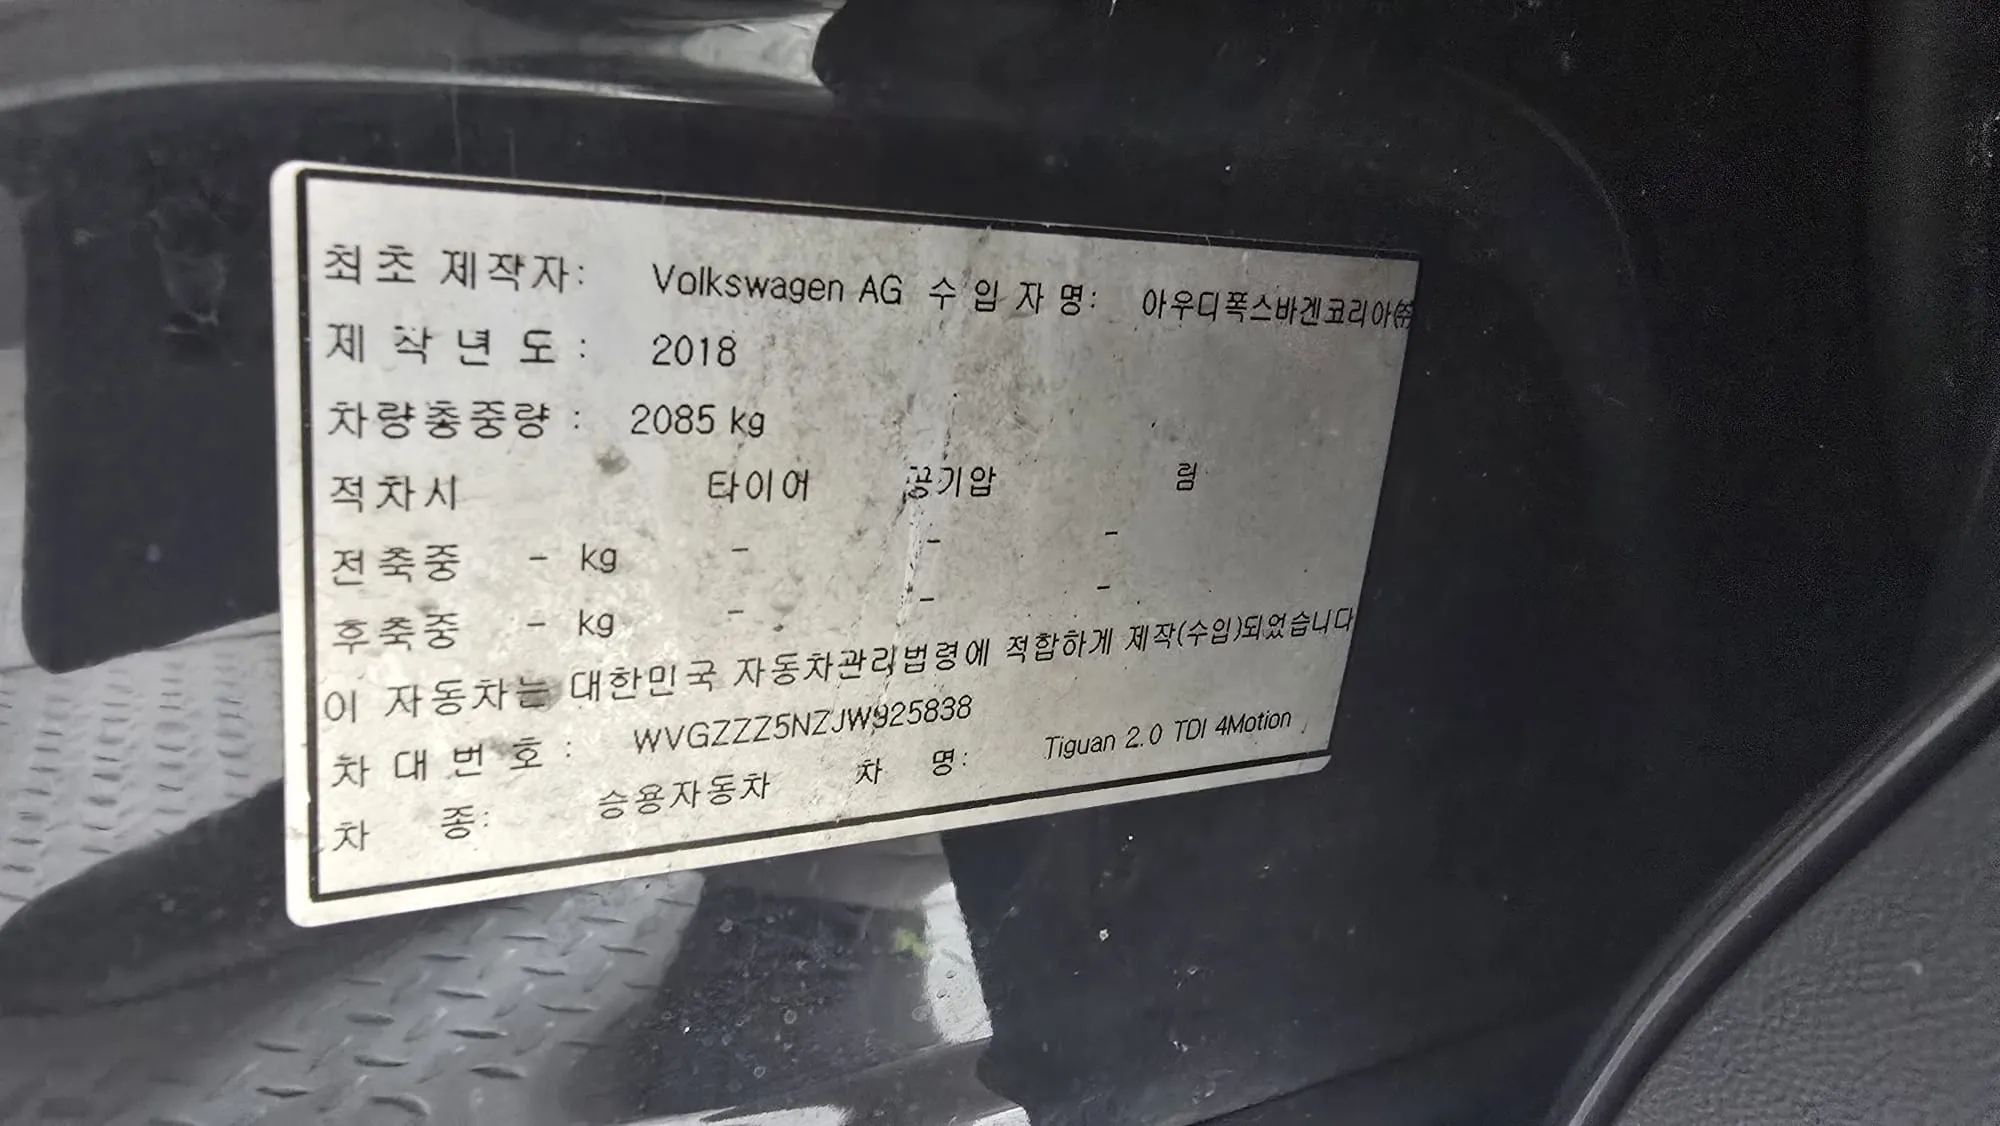 최초 제작자: Volkswagen AG 수 입 자 명: 아우디폭스바겐코리아㈜
제 작 년 도 : 2018
차량총중량 : 2085 kg
적차시 타이어 공기압 림
전축중 - kg - - -
후축중 - kg - - -
이 자동차는 대한민국 자동차관리법령에 적합하게 제작(수입)되었습니다
차 대 번 호 : WVGZZZ5NZJW925838
차 종: 승용자동차 차 명: Tiguan 2.0 TDI 4Motion